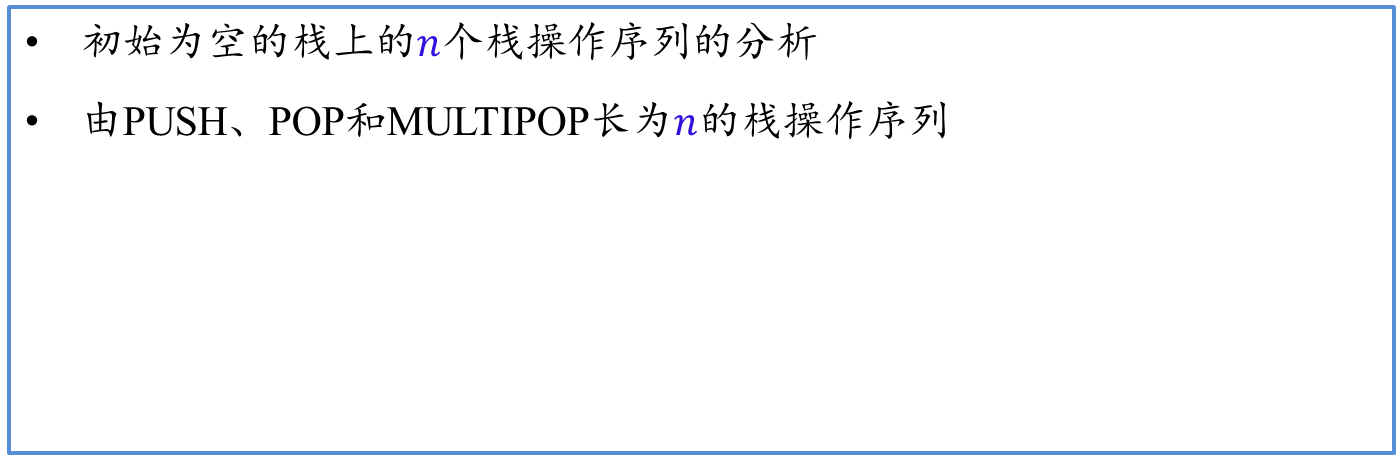 • 初始为空的栈上的n个栈操作序列的分析
• 由PUSH、POP和MULTIPOP长为n的栈操作序列